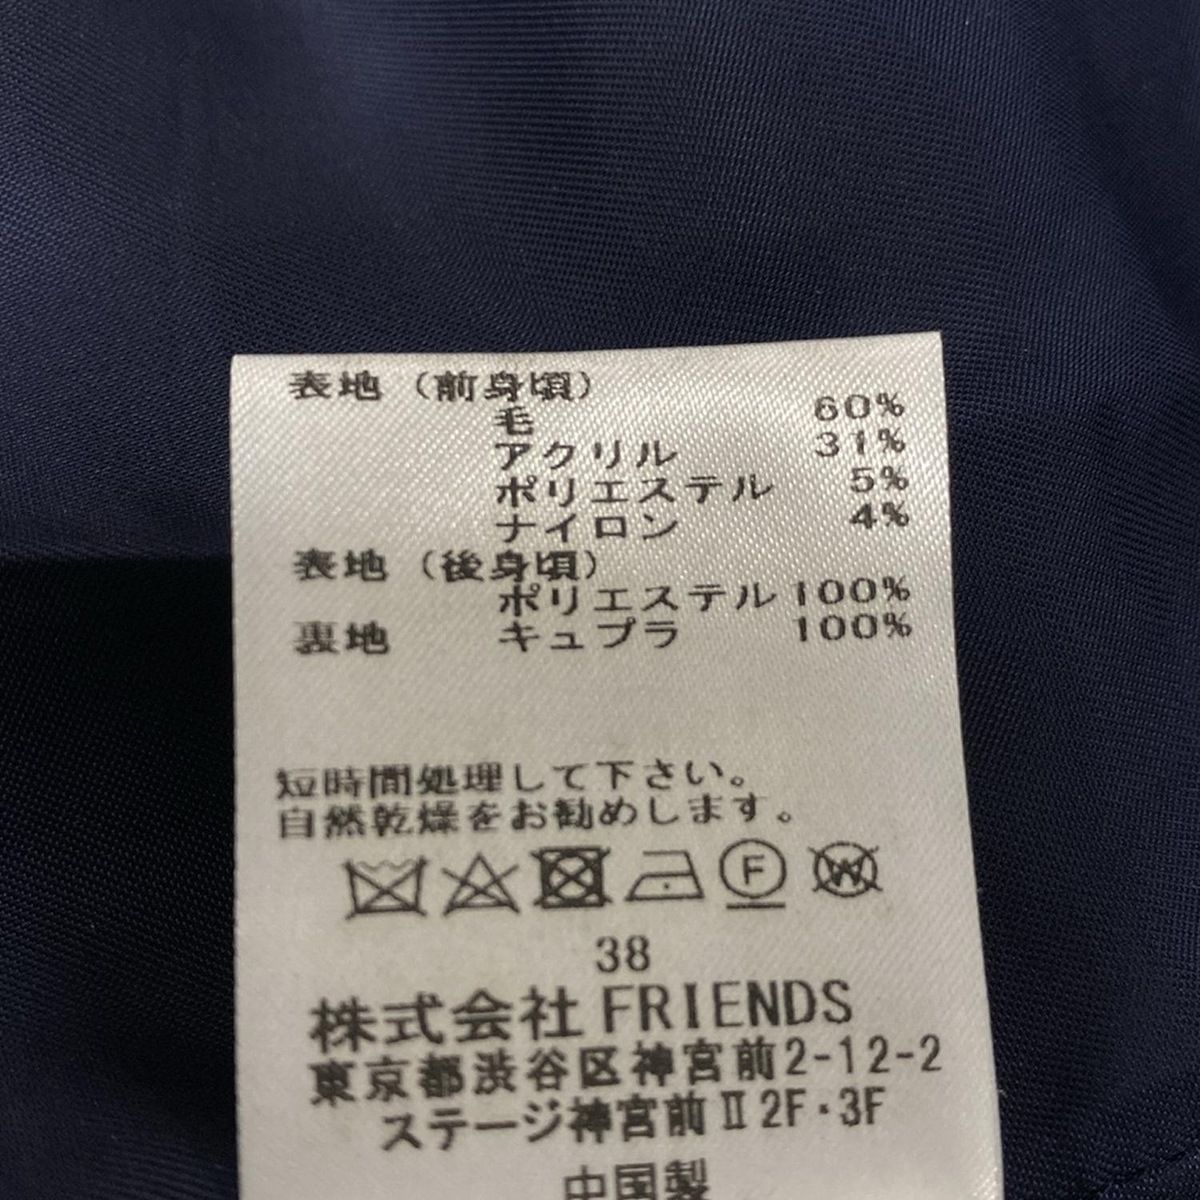 表地（前身頃）
毛 60%
アクリル 31%
ポリエステル 5%
ナイロン 4%
表地（後身頃）
ポリエステル 100%
裏地 キュプラ 100%
短時間処理して下さい。
自然乾燥をお勧めします。
F W
38
株式会社 FRIENDS
東京都渋谷区神宮前2-12-2
ステージ神宮前Ⅱ2F・3F
中国製